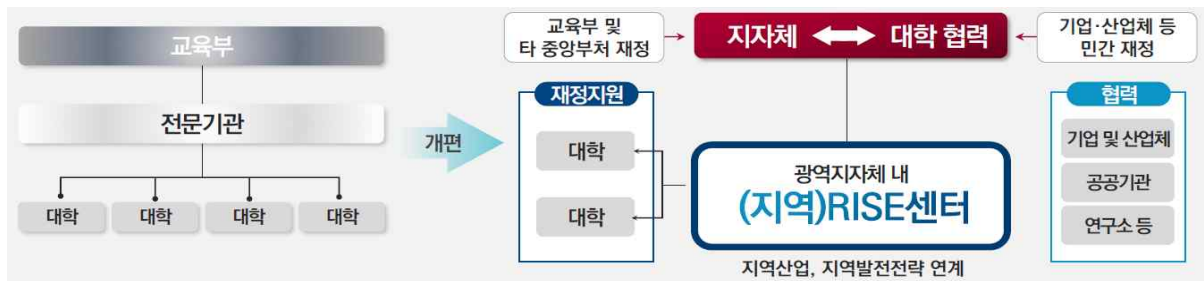 교육부
전문기관
대학 대학 대학 대학
개편
교육부 및
타 중앙부처 재정
지자체 대학 협력
기업·산업체 등
민간 재정
재정지원
대학
대학
광역지자체 내
(지역)RISE센터
지역산업, 지역발전전략 연계
협력
기업 및 산업체
공공기관
연구소 등